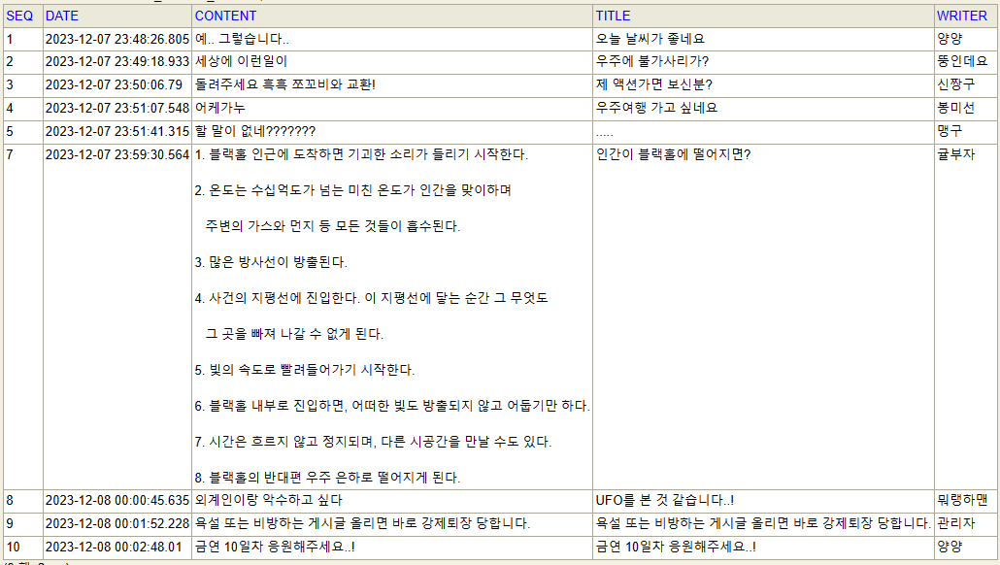 SEQ DATE CONTENT TITLE WRITER
1 2023-12-07 23:48:26.805 예.. 그렇습니다.. 오늘 날씨가 좋네요 양양
2 2023-12-07 23:49:18.933 세상에 이런일이 우주에 불가사리가? 뚱인데요
3 2023-12-07 23:50:06.79 돌려주세요 흑흑 쪼꼬비와 교환! 제 액션가면 보신분? 신짱구
4 2023-12-07 23:51:07.548 어케가누 우주여행 가고 싶네요 봉미선
5 2023-12-07 23:51:41.315 할 말이 없네??????? ..... 맹구
7 2023-12-07 23:59:30.564 1. 블랙홀 인근에 도착하면 기괴한 소리가 들리기 시작한다. 인간이 블랙홀에 떨어지면? 귤부자
2. 온도는 수십억도가 넘는 미친 온도가 인간을 맞이하며
주변의 가스와 먼지 등 모든 것들이 흡수된다.
3. 많은 방사선이 방출된다.
4. 사건의 지평선에 진입한다. 이 지평선에 닿는 순간 그 무엇도
그 곳을 빠져 나갈 수 없게 된다.
5. 빛의 속도로 빨려들어가기 시작한다.
6. 블랙홀 내부로 진입하면, 어떠한 빛도 방출되지 않고 어둡기만 하다.
7. 시간은 흐르지 않고 정지되며, 다른 시공간을 만날 수도 있다.
8. 블랙홀의 반대편 우주 은하로 떨어지게 된다.
8 2023-12-08 00:00:45.635 외계인이랑 악수하고 싶다 UFO를 본 것 같습니다..! 뭐랭하맨
9 2023-12-08 00:01:52.228 욕설 또는 비방하는 게시글 올리면 바로 강제퇴장 당합니다. 욕설 또는 비방하는 게시글 올리면 바로 강제퇴장 당합니다. 관리자
10 2023-12-08 00:02:48.01 금연 10일차 응원해주세요..! 금연 10일차 응원해주세요..! 양양